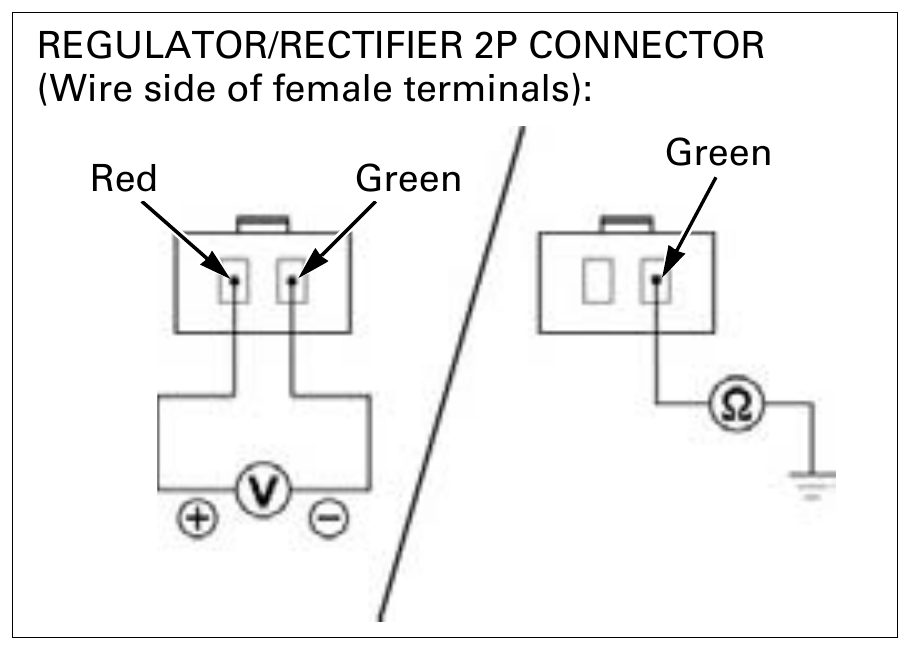 REGULATOR/RECTIFIER 2P CONNECTOR
(Wire side of female terminals):
Red
Green
Green
V
+
−
Ω